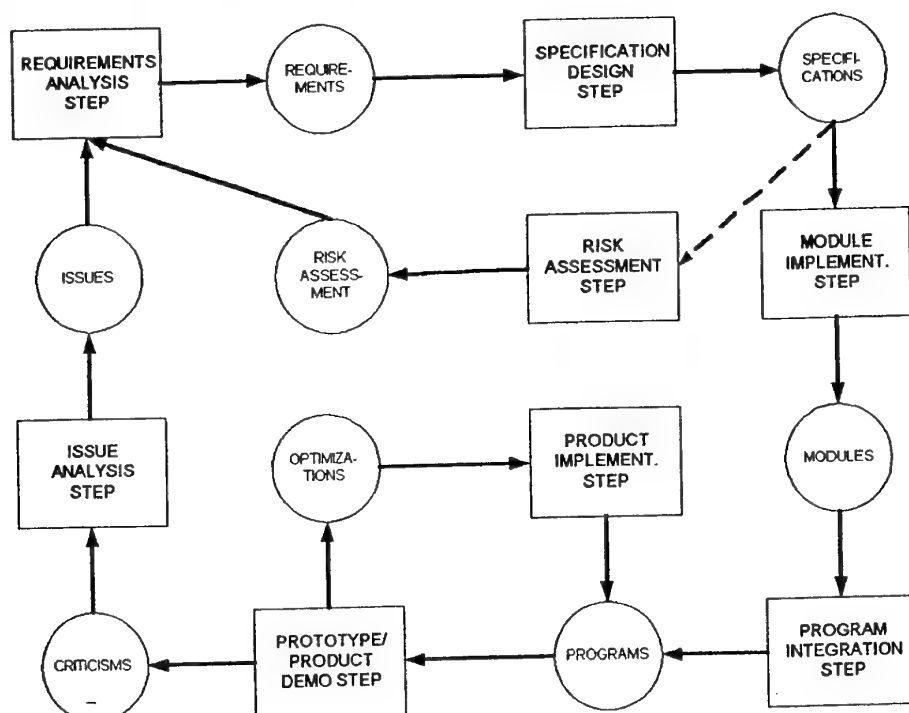 REQUIREMENTS
ANALYSIS
STEP
REQUIRE-
MENTS
SPECIFICATION
DESIGN
STEP
SPECIFI-
CATIONS
ISSUES
RISK
ASSESS-
MENT
RISK
ASSESSMENT
STEP
MODULE
IMPLEMENT.
STEP
ISSUE
ANALYSIS
STEP
OPTIMIZA-
TIONS
PRODUCT
IMPLEMENT.
STEP
MODULES
CRITICISMS
PROTOTYPE/
PRODUCT
DEMO STEP
PROGRAMS
PROGRAM
INTEGRATION
STEP